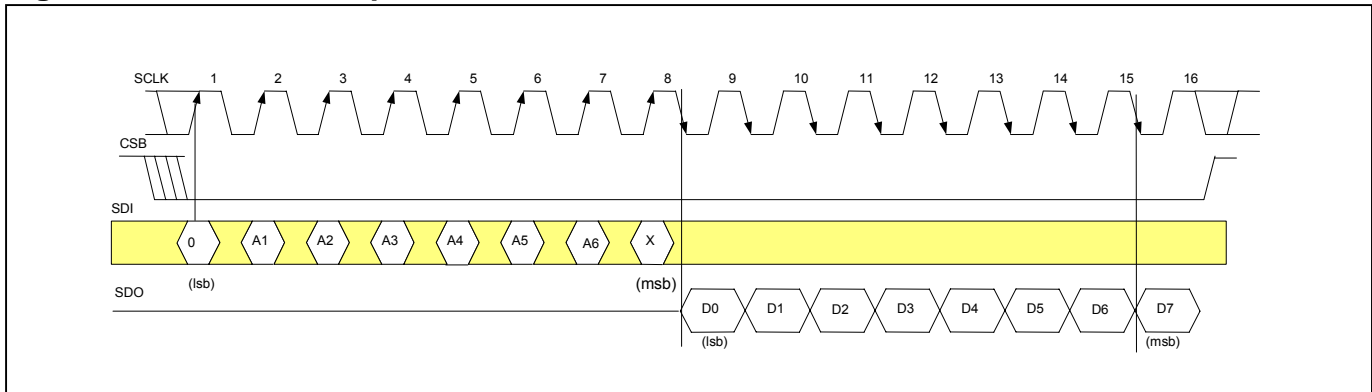 SCLK 1 2 3 4 5 6 7 8 9 10 11 12 13 14 15 16
CSB
SDI
0 A1 A2 A3 A4 A5 A6 X
(lsb) (msb)
SDO
D0 D1 D2 D3 D4 D5 D6 D7
(lsb) (msb)